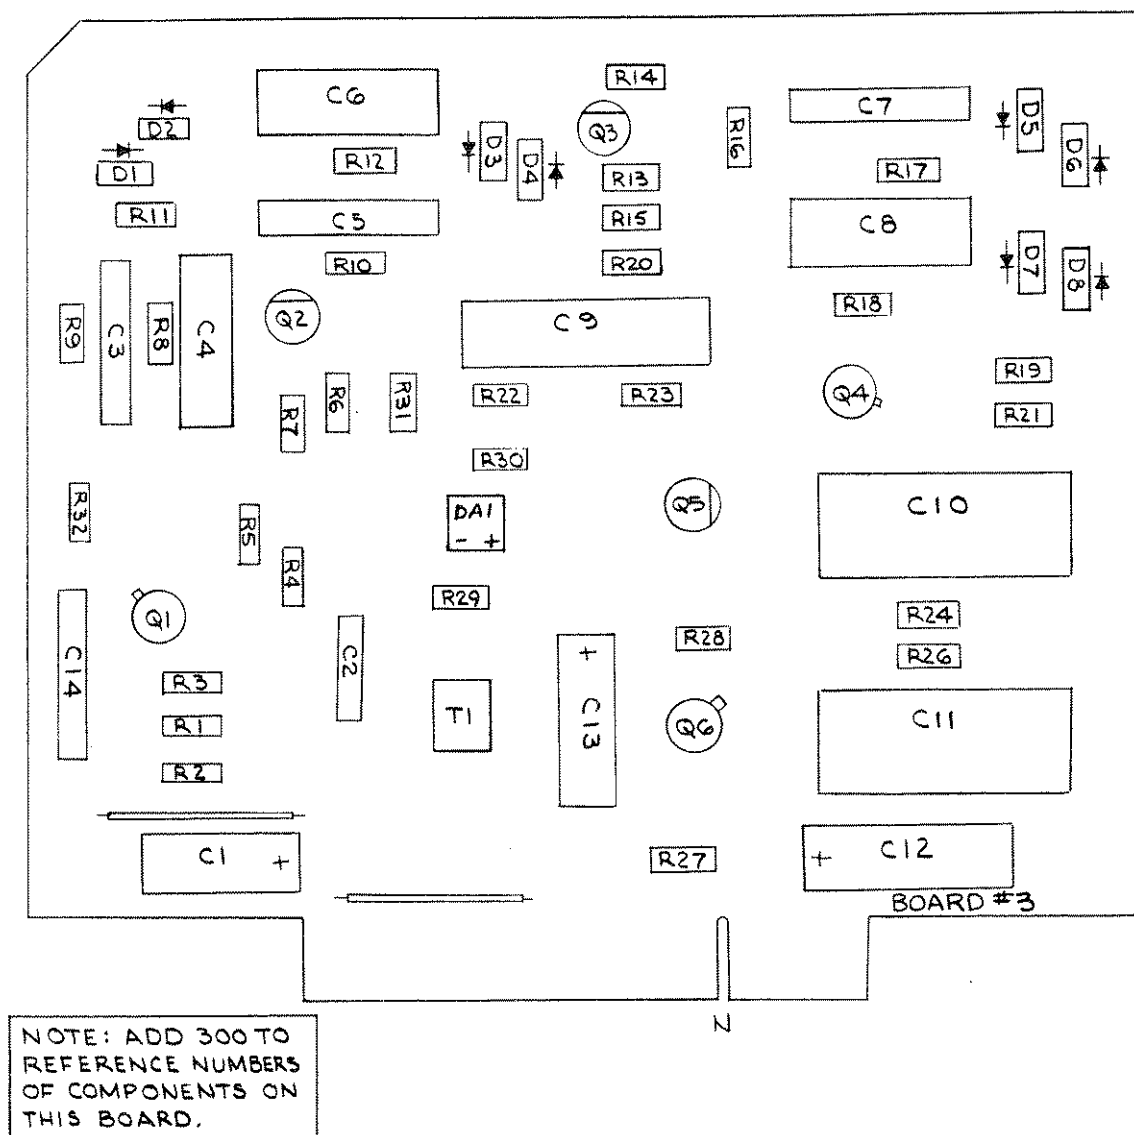 R14
C6
C7
D5
D2
Q3
R16
D3
D6
R12
D4
D1
R13
R17
R11
C5
R15
C8
R10
R20
D7
D8
R18
Q2
C9
R9
C3
R8
C4
R19
R6
R31
R22
R23
Q4
R7
R21
R30
R32
R5
DA1
- +
Q5
C10
R4
R29
Q1
R24
R28
C2
+
R26
C14
R3
T1
C13
Q6
C11
R1
R2
C1 +
R27
+ C12
BOARD #3
N
NOTE: ADD 300 TO
REFERENCE NUMBERS
OF COMPONENTS ON
THIS BOARD.